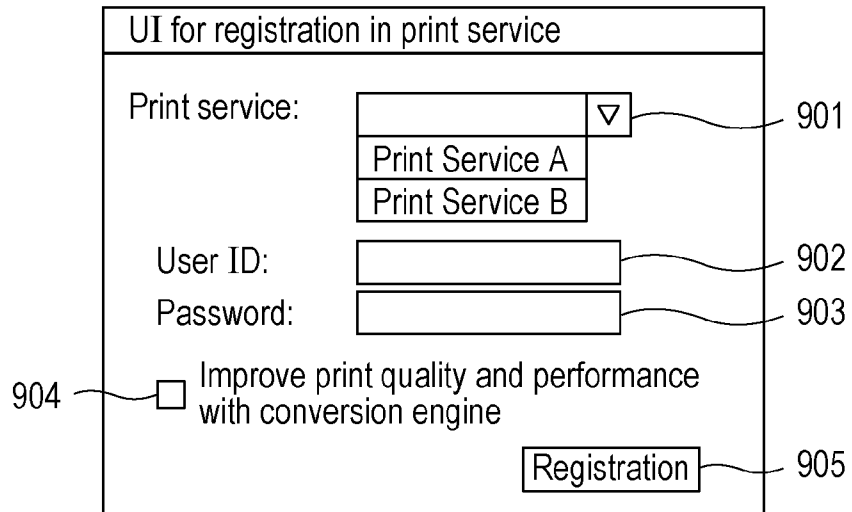 UI for registration in print service
Print service:
901
Print Service A
Print Service B
User ID:
902
Password:
903
904
Improve print quality and performance
with conversion engine
Registration
905